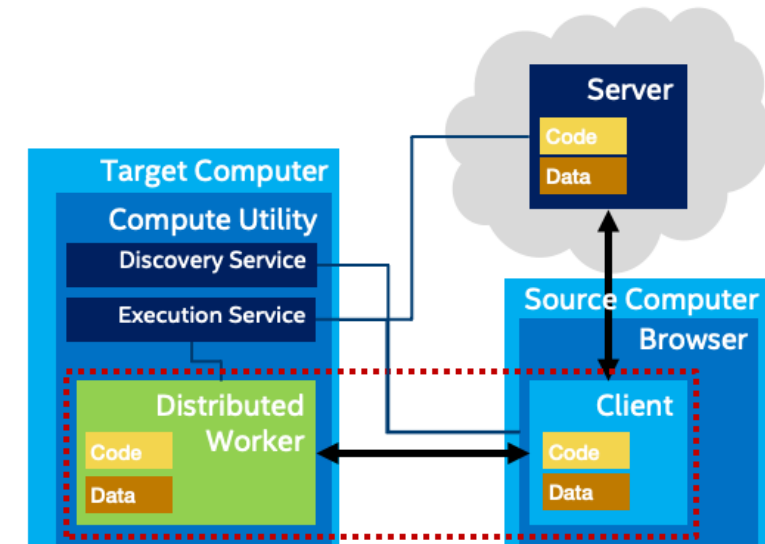 Server
Code
Data
Target Computer
Compute Utility
Discovery Service
Execution Service
Distributed
Worker
Code
Data
Source Computer
Browser
Client
Code
Data